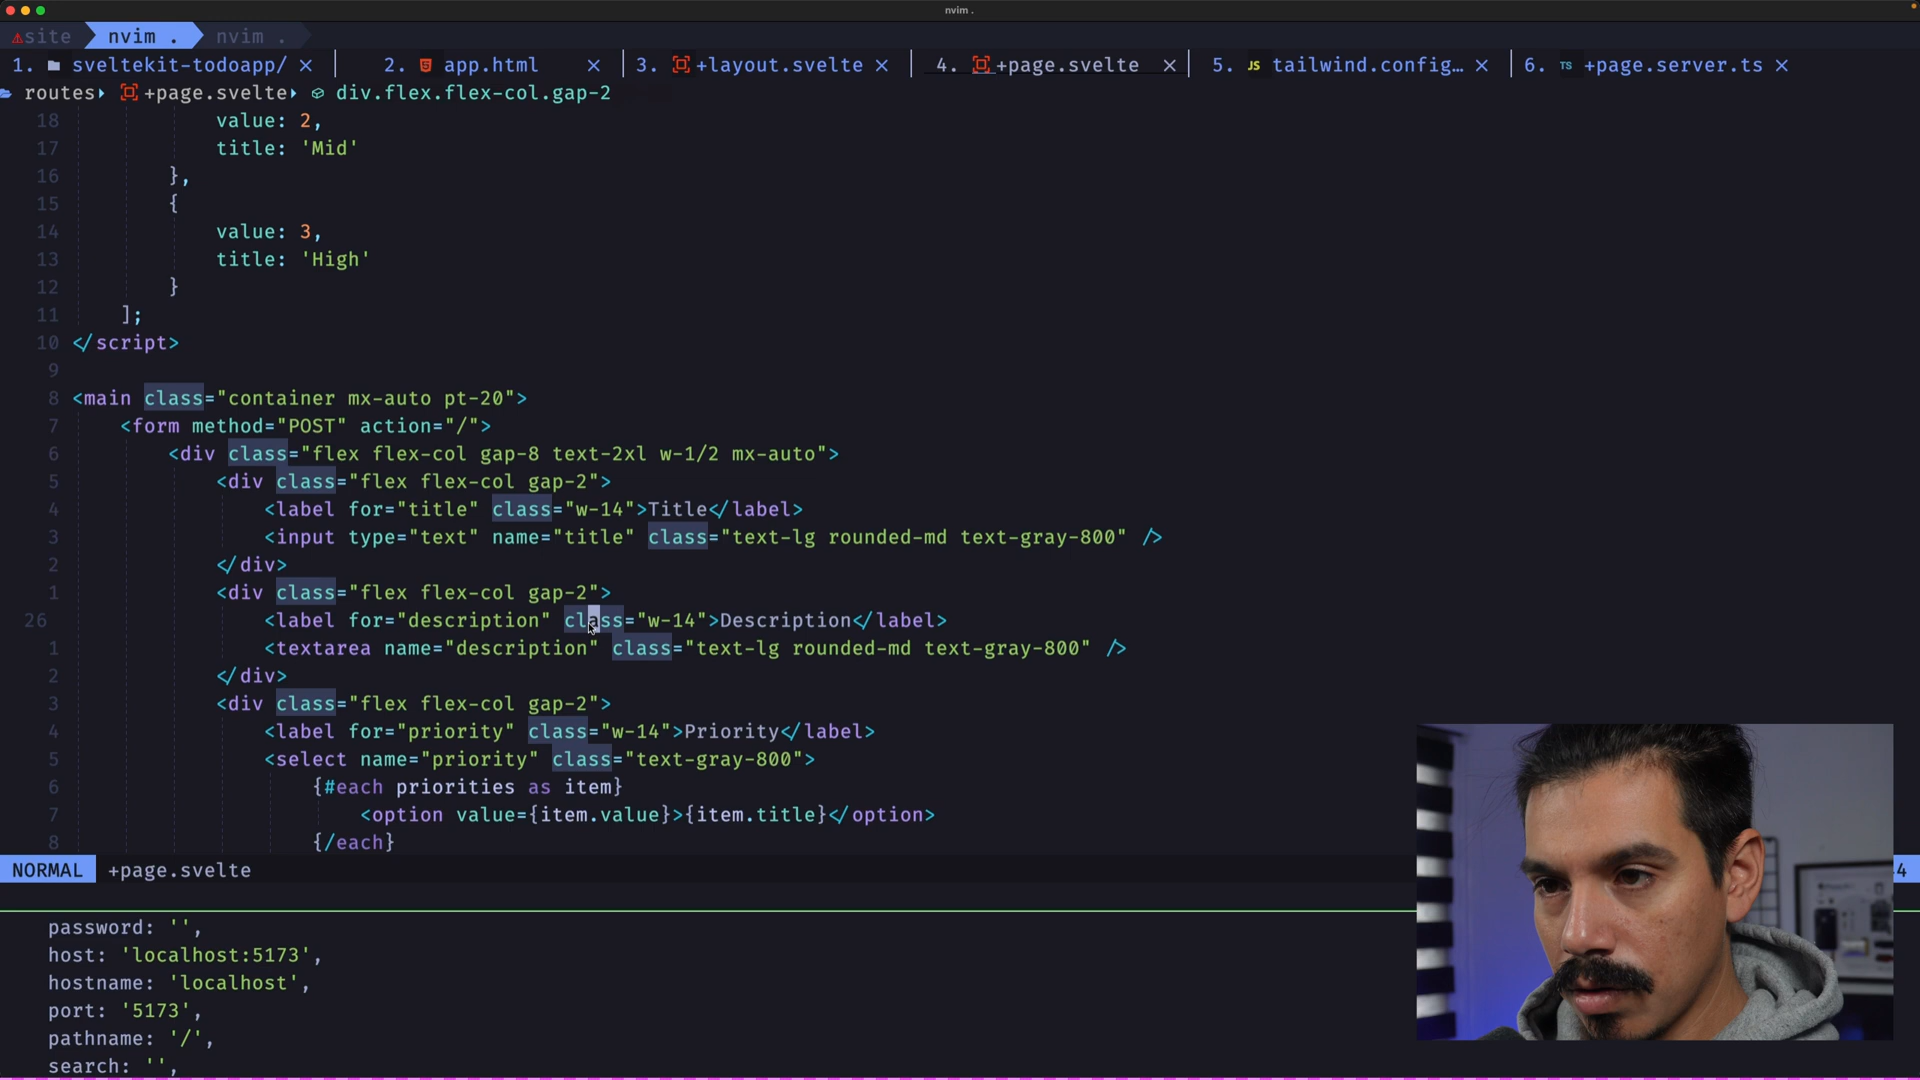 nvim .
site nvim . nvim .
1. sveltekit-todoapp/ × 2. app.html × 3. +layout.svelte × 4. +page.svelte × 5. JS tailwind.config… × 6. TS +page.server.ts ×
routes +page.svelte div.flex.flex-col.gap-2
18 value: 2,
17 title: 'Mid'
16 },
15 {
14 value: 3,
13 title: 'High'
12 }
11 ];
10 </script>
9
8 <main class="container mx-auto pt-20">
7 <form method="POST" action="/">
6 <div class="flex flex-col gap-8 text-2xl w-1/2 mx-auto">
5 <div class="flex flex-col gap-2">
4 <label for="title" class="w-14">Title</label>
3 <input type="text" name="title" class="text-lg rounded-md text-gray-800" />
2 </div>
1 <div class="flex flex-col gap-2">
26 <label for="description" class="w-14">Description</label>
1 <textarea name="description" class="text-lg rounded-md text-gray-800" />
2 </div>
3 <div class="flex flex-col gap-2">
4 <label for="priority" class="w-14">Priority</label>
5 <select name="priority" class="text-gray-800">
6 {#each priorities as item}
7 <option value={item.value}>{item.title}</option>
8 {/each}
NORMAL +page.svelte 4
password: '',
host: 'localhost:5173',
hostname: 'localhost',
port: '5173',
pathname: '/',
search: '',